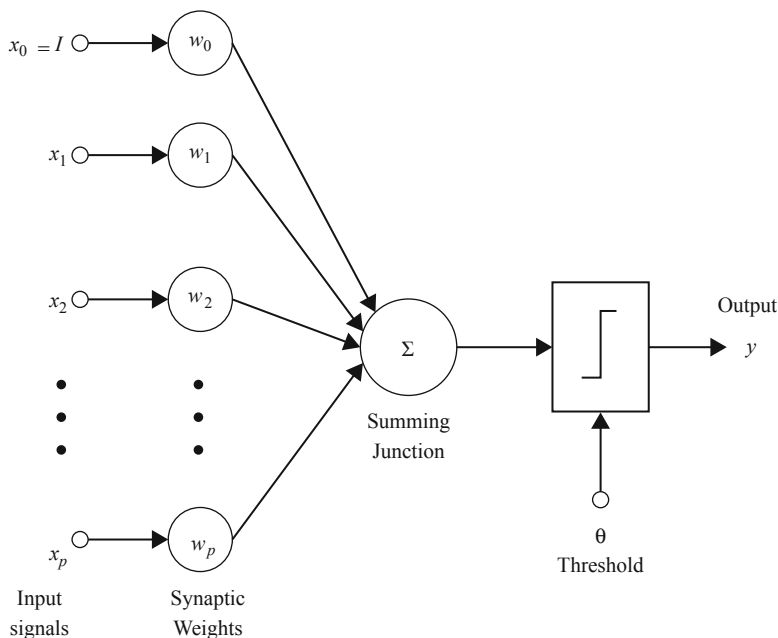 x0 = I
w0
x1
w1
x2
w2
Σ
Output
y
Summing
Junction
θ
Threshold
xp
wp
Input
signals
Synaptic
Weights